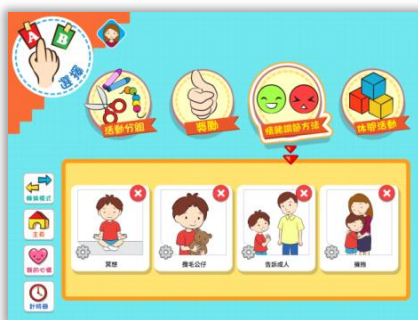 A
B
選擇
活動分組
獎勵
情緒調節方法
休閒活動
轉換模式
主頁
我的心情
計時器
冥想
攬毛公仔
告訴成人
擁抱